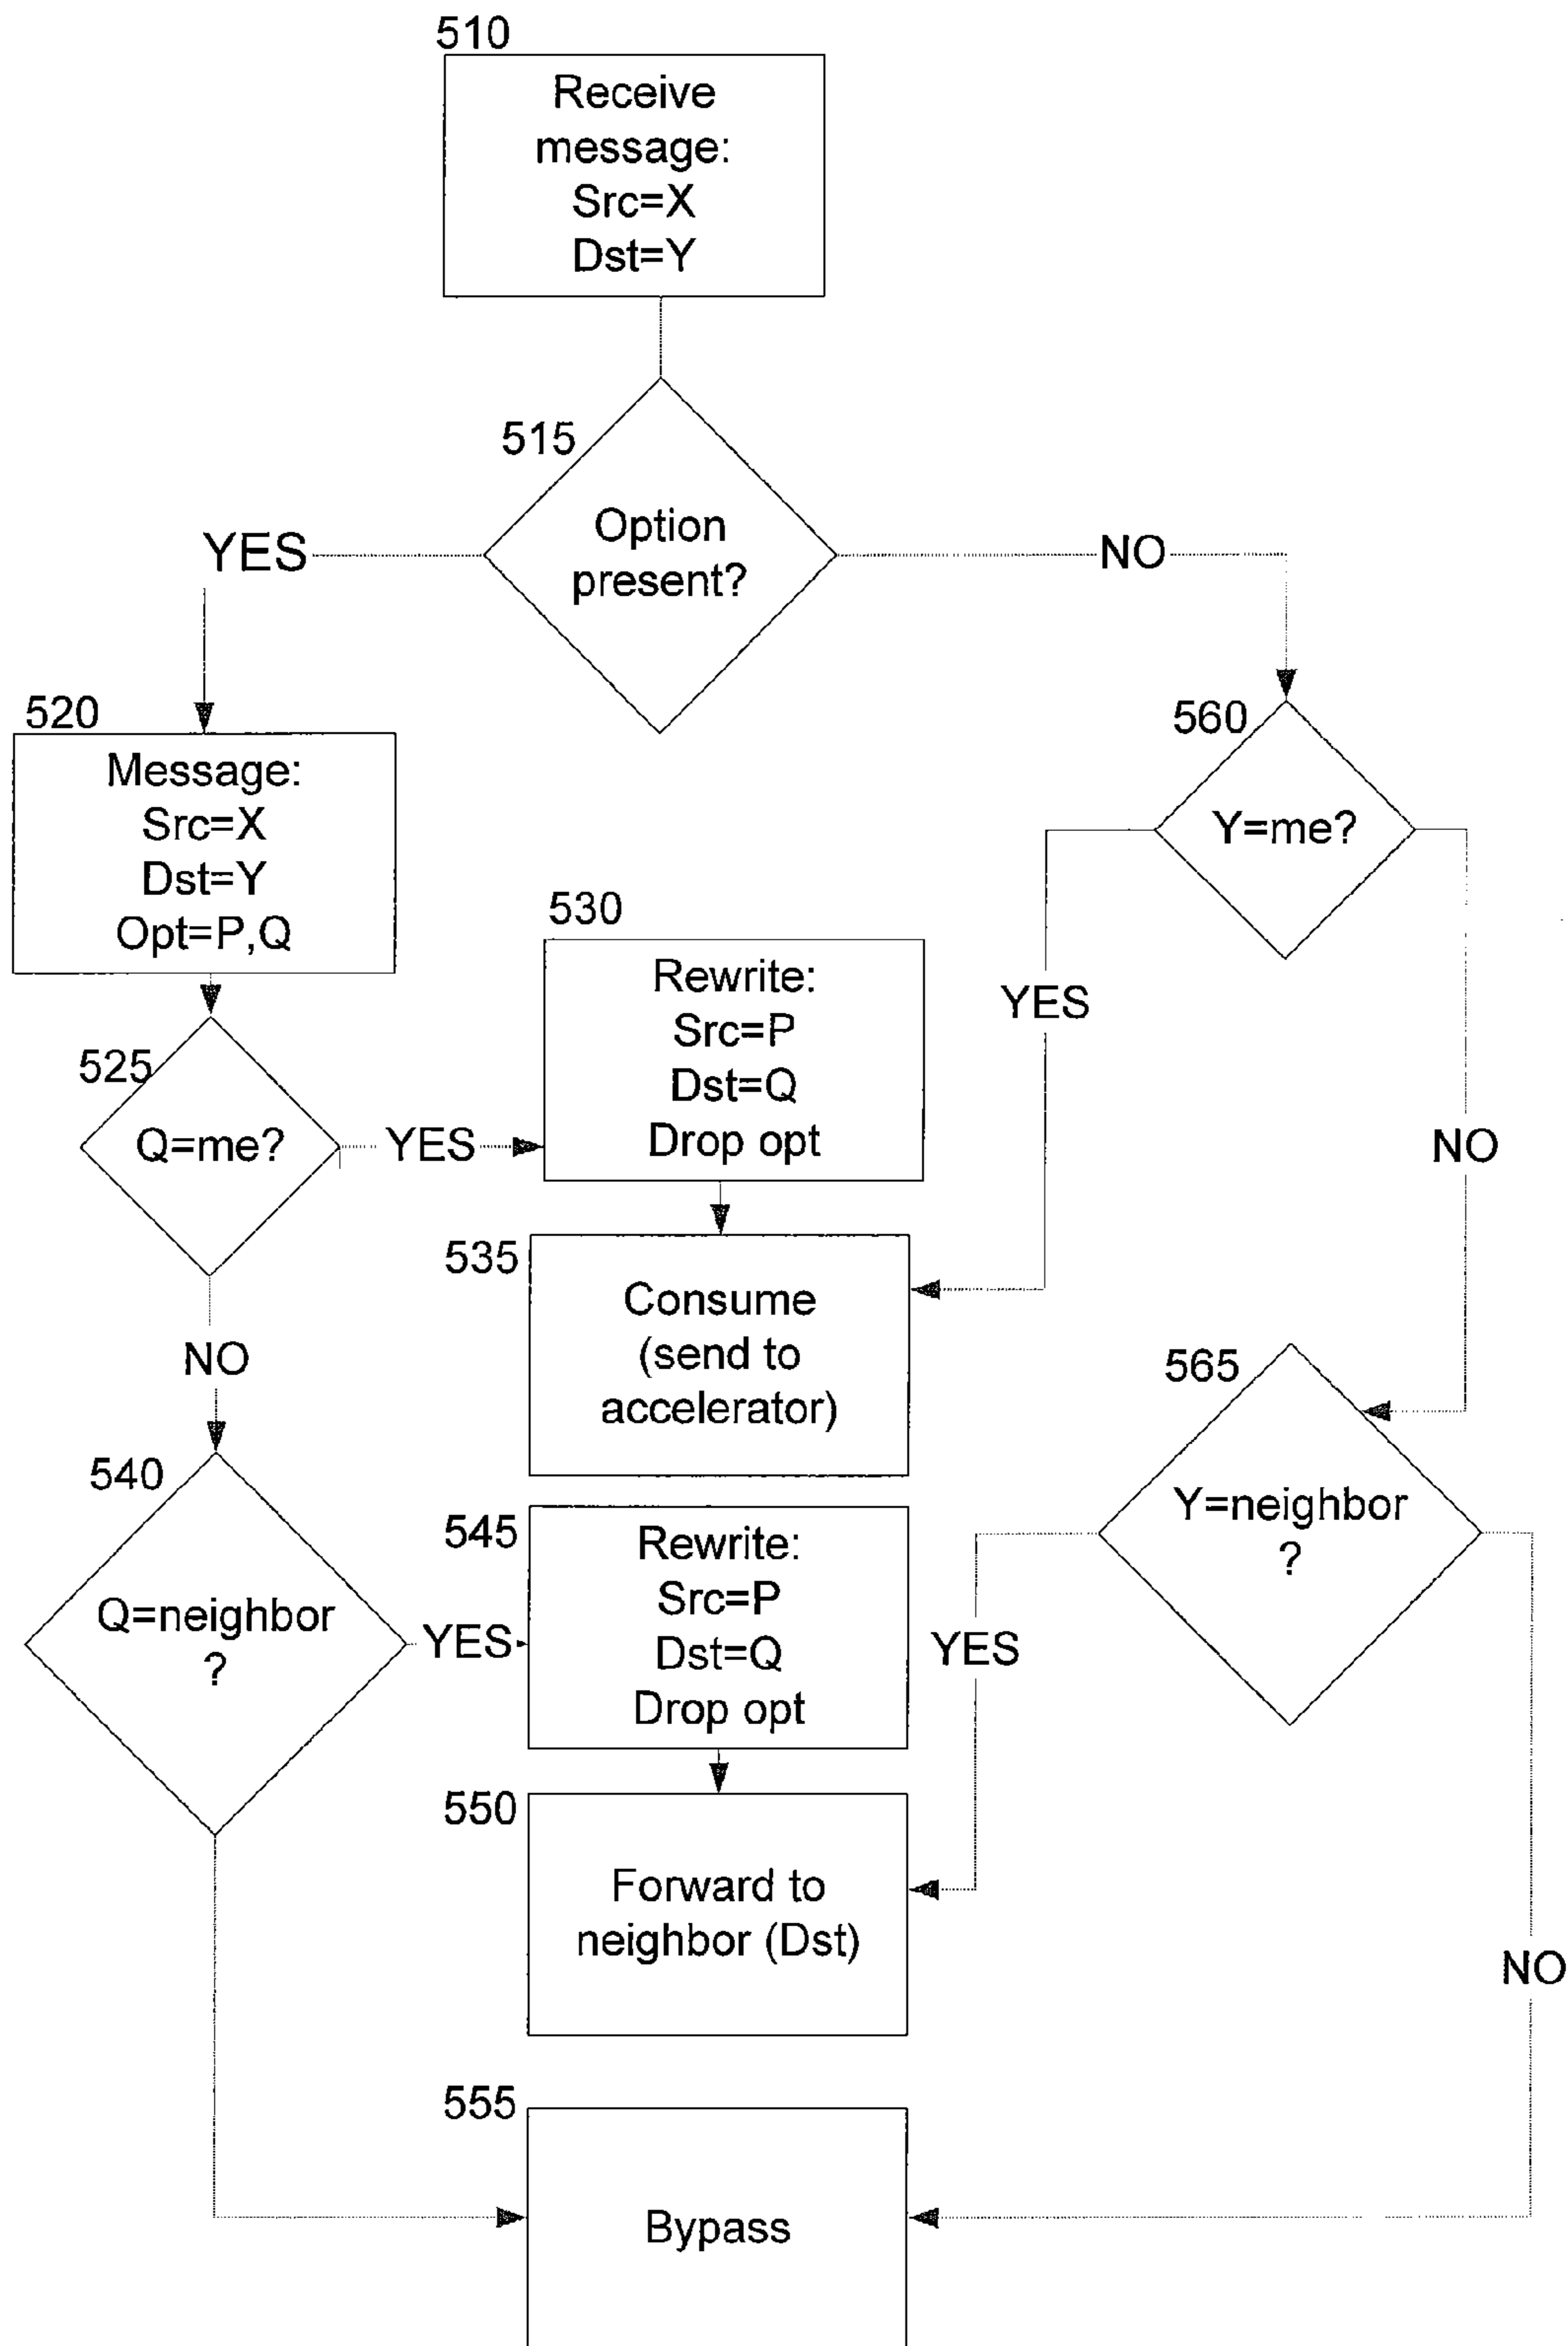 510
Receive
message:
Src=X
Dst=Y
515
Option
present?
YES
NO
520
Message:
Src=X
Dst=Y
Opt=P,Q
560
Y=me?
530
Rewrite:
Src=P
Dst=Q
Drop opt
YES
525
Q=me?
YES
NO
535
Consume
(send to
accelerator)
NO
565
Y=neighbor
?
540
Q=neighbor
?
YES
545
Rewrite:
Src=P
Dst=Q
Drop opt
YES
550
Forward to
neighbor (Dst)
NO
555
Bypass